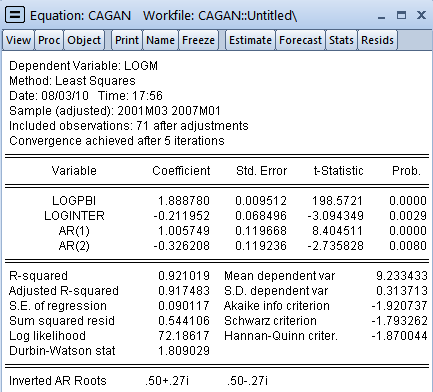 Equation: CAGAN Workfile: CAGAN::Untitled\
View Proc Object Print Name Freeze Estimate Forecast Stats Resids
Dependent Variable: LOGM
Method: Least Squares
Date: 08/03/10 Time: 17:56
Sample (adjusted): 2001M03 2007M01
Included observations: 71 after adjustments
Convergence achieved after 5 iterations
Variable Coefficient Std. Error t-Statistic Prob.
LOGPBI 1.888780 0.009512 198.5721 0.0000
LOGINTER -0.211952 0.068496 -3.094349 0.0029
AR(1) 1.005749 0.119668 8.404511 0.0000
AR(2) -0.326208 0.119236 -2.735828 0.0080
R-squared 0.921019 Mean dependent var 9.233433
Adjusted R-squared 0.917483 S.D. dependent var 0.313713
S.E. of regression 0.090117 Akaike info criterion -1.920737
Sum squared resid 0.544106 Schwarz criterion -1.793262
Log likelihood 72.18617 Hannan-Quinn criter. -1.870044
Durbin-Watson stat 1.809029
Inverted AR Roots .50+.27i .50-.27i